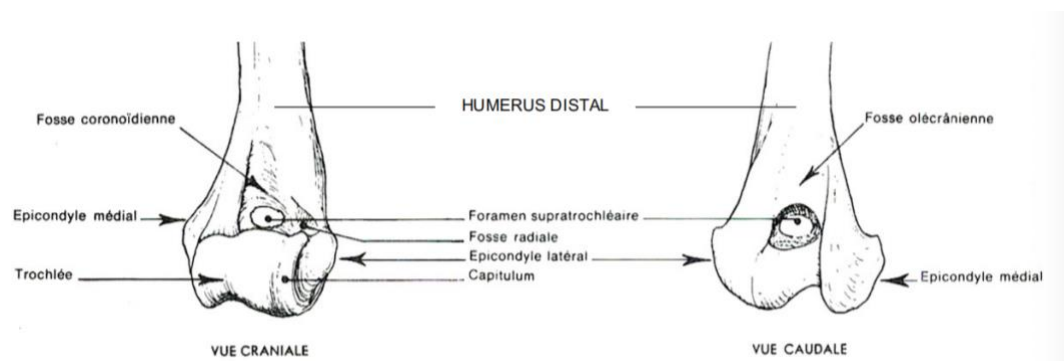 HUMERUS DISTAL
Fosse coronoïdienne
Fosse olécrânienne
Epicondyle médial
Foramen supratrochléaire
Fosse radiale
Epicondyle latéral
Trochlée
Capitulum
Epicondyle médial
VUE CRANIALE
VUE CAUDALE